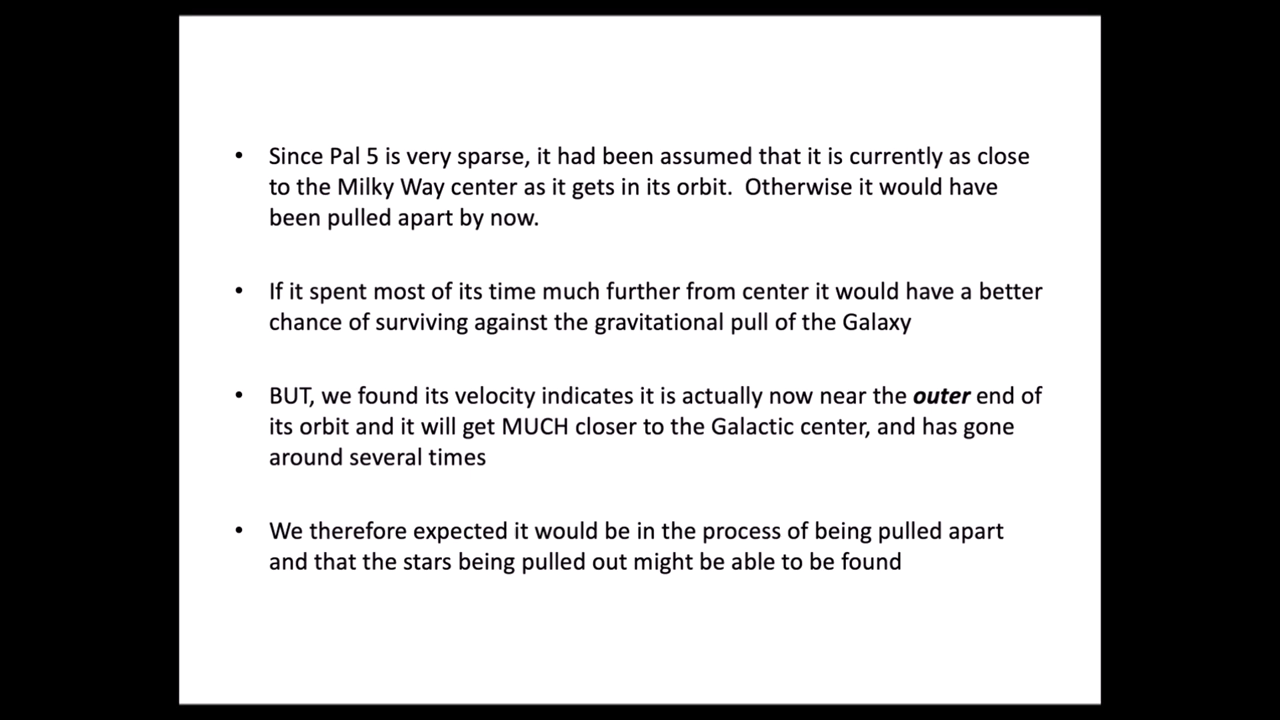 • Since Pal 5 is very sparse, it had been assumed that it is currently as close
to the Milky Way center as it gets in its orbit.  Otherwise it would have
been pulled apart by now.
• If it spent most of its time much further from center it would have a better
chance of surviving against the gravitational pull of the Galaxy
• BUT, we found its velocity indicates it is actually now near the outer end of
its orbit and it will get MUCH closer to the Galactic center, and has gone
around several times
• We therefore expected it would be in the process of being pulled apart
and that the stars being pulled out might be able to be found